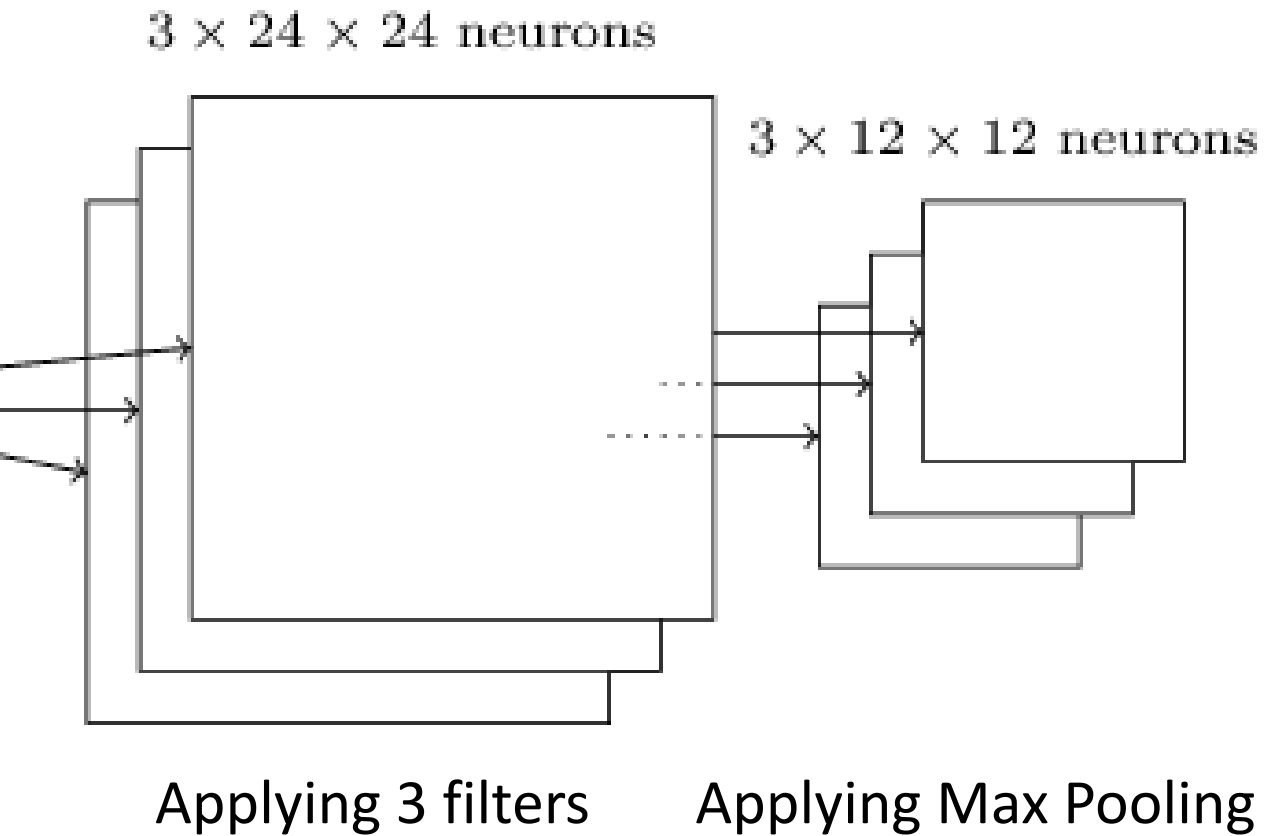 3 × 24 × 24 neurons
3 × 12 × 12 neurons
Applying 3 filters
Applying Max Pooling